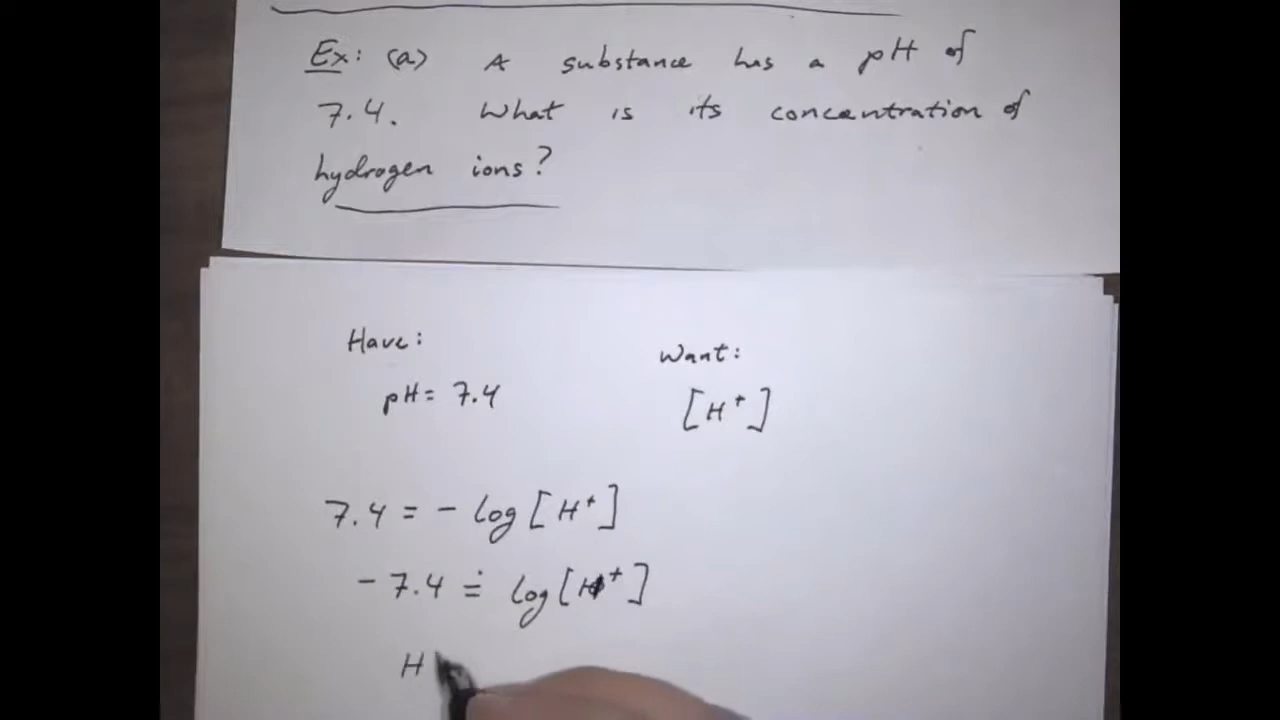 Ex: (a) A substance has a pH of
7.4. What is its concentration of
hydrogen ions?
Have:
Want:
pH = 7.4
[H⁺]
7.4 = - log [H⁺]
- 7.4 = log [H⁺]
H